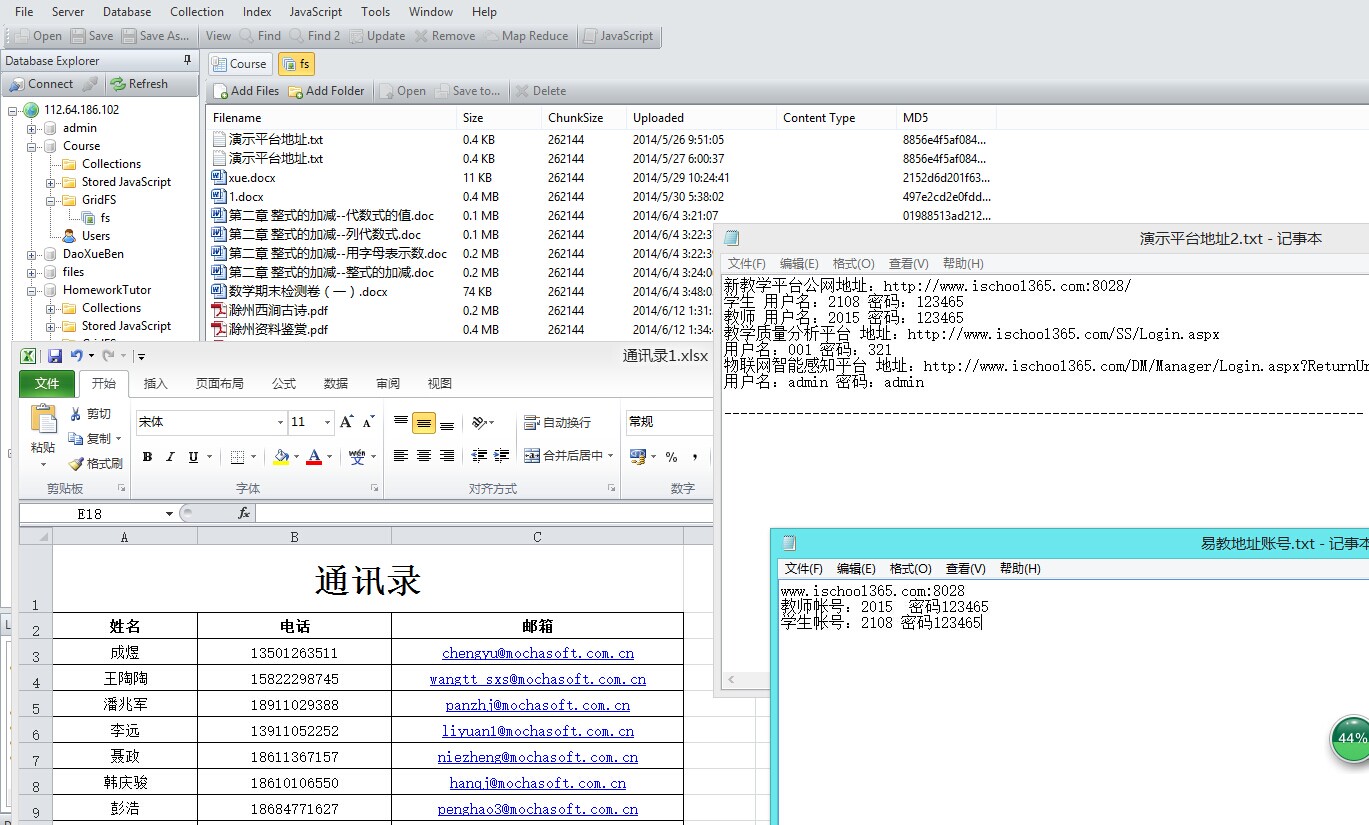 File Server Database Collection Index JavaScript Tools Window Help
Open Save Save As... View Find Find 2 Update Remove Map Reduce JavaScript
Database Explorer
Connect Refresh
112.64.186.102
admin
Course
Collections
Stored JavaScript
GridFS
fs
Users
DaoXueBen
files
HomeworkTutor
Collections
Stored JavaScript
Course fs
Add Files Add Folder Open Save to... Delete
Filename Size ChunkSize Uploaded Content Type MD5
演示平台地址.txt 0.4 KB 262144 2014/5/26 9:51:05 8856e4f5af084...
演示平台地址.txt 0.4 KB 262144 2014/5/27 6:00:37 8856e4f5af084...
xue.docx 11 KB 262144 2014/5/29 10:24:41 2152d6d201f63...
1.docx 0.4 MB 262144 2014/5/30 5:38:02 497e2cd2e0fdd...
第二章 整式的加减--代数式的值.doc 0.1 MB 262144 2014/6/4 3:21:07 01988513ad212...
第二章 整式的加减--列代数式.doc 0.1 MB 262144 2014/6/4 3:22:3
第二章 整式的加减--用字母表示数.doc 0.2 MB 262144 2014/6/4 3:22:3
第二章 整式的加减--整式的加减.doc 0.2 MB 262144 2014/6/4 3:24:0
数学期末检测卷（一）.docx 74 KB 262144 2014/6/4 3:48:0
滁州西涧古诗.pdf 0.2 MB 262144 2014/6/12 1:31:
滁州资料鉴赏.pdf 0.4 MB 262144 2014/6/12 1:34:
演示平台地址2.txt - 记事本
文件(F) 编辑(E) 格式(O) 查看(V) 帮助(H)
新教学平台公网地址：http://www.ischool365.com:8028/
学生 用户名：2108 密码：123465
教师 用户名：2015 密码：123465
教学质量分析平台 地址：http://www.ischool365.com/SS/Login.aspx
用户名：001 密码：321
物联网智能感知平台 地址：http://www.ischool365.com/DM/Manager/Login.aspx?ReturnUr
用户名：admin 密码：admin
--------------------------------------------------------------------------------
通讯录1.xlsx
文件 开始 插入 页面布局 公式 数据 审阅 视图
粘贴 剪切
复制
格式刷
宋体 11 自动换行 常规
B I U A wén 文 合并后居中 % ,
剪贴板 字体 对齐方式 数字
E18 fx
A B C
1 通讯录
2 姓名 电话 邮箱
3 成煜 13501263511 chengyu@mochasoft.com.cn
4 王陶陶 15822298745 wangtt_sxs@mochasoft.com.cn
5 潘兆军 18911029388 panzhj@mochasoft.com.cn
6 李远 13911052252 liyuan1@mochasoft.com.cn
7 聂政 18611367157 niezheng@mochasoft.com.cn
8 韩庆骏 18610106550 hanqj@mochasoft.com.cn
9 彭浩 18684771627 penghao3@mochasoft.com.cn
易教地址账号.txt - 记事本
文件(F) 编辑(E) 格式(O) 查看(V) 帮助(H)
www.ischool365.com:8028
教师帐号：2015 密码123465
学生帐号：2108 密码123465
44%